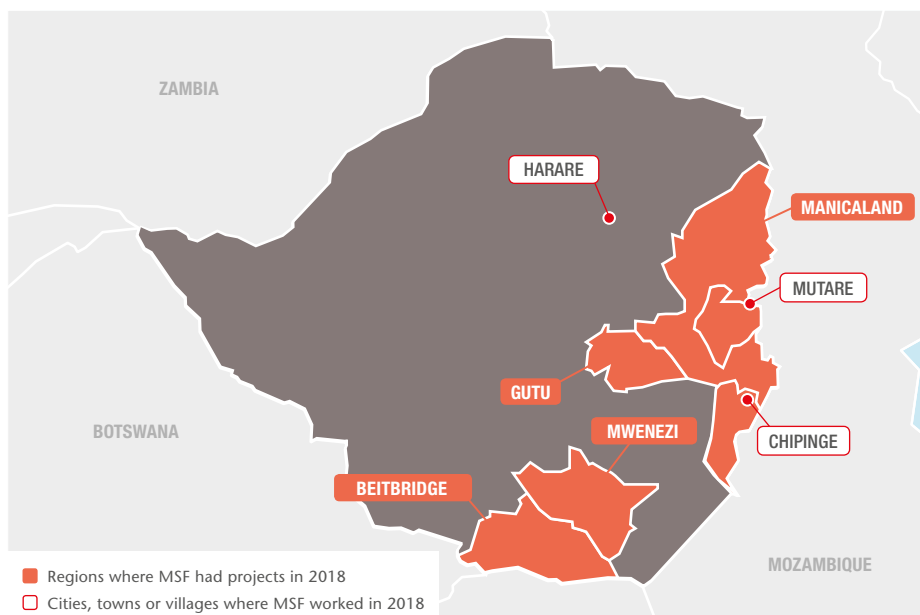 ZAMBIA
HARARE
MANICALAND
MUTARE
GUTU
MWENEZI
BOTSWANA
CHIPINGE
BEITBRIDGE
MOZAMBIQUE
Regions where MSF had projects in 2018
Cities, towns or villages where MSF worked in 2018